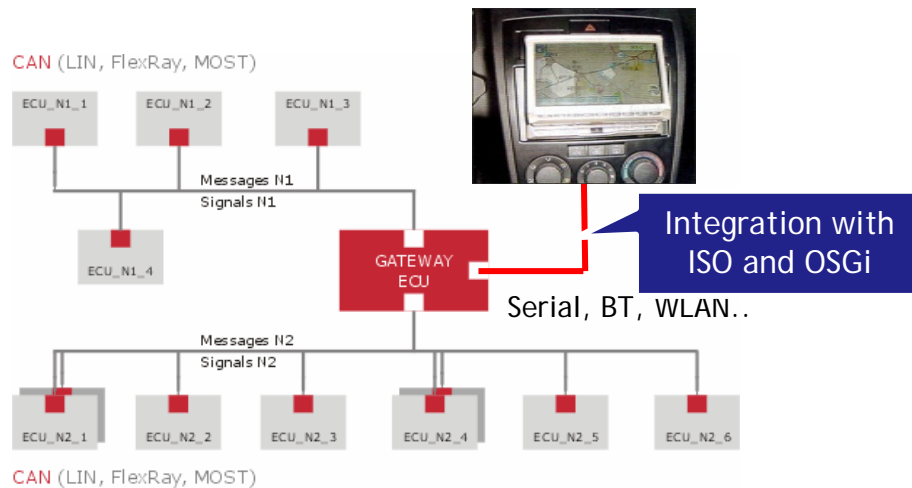 CAN (LIN, FlexRay, MOST)
ECU_N1_1
ECU_N1_2
ECU_N1_3
Messages N1
Signals N1
ECU_N1_4
GATEWAY
ECU
Integration with
ISO and OSGi
Serial, BT, WLAN..
Messages N2
Signals N2
ECU_N2_1
ECU_N2_2
ECU_N2_3
ECU_N2_4
ECU_N2_5
ECU_N2_6
CAN (LIN, FlexRay, MOST)